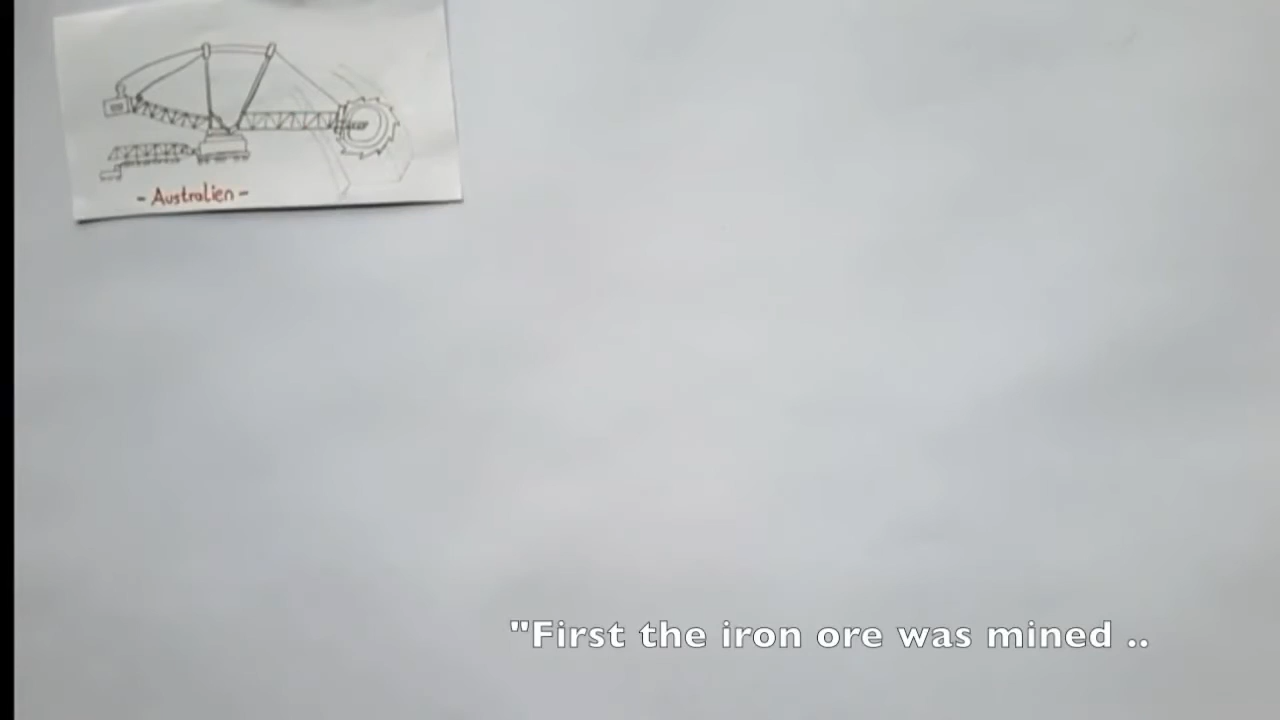 - Australien -
"First the iron ore was mined ..